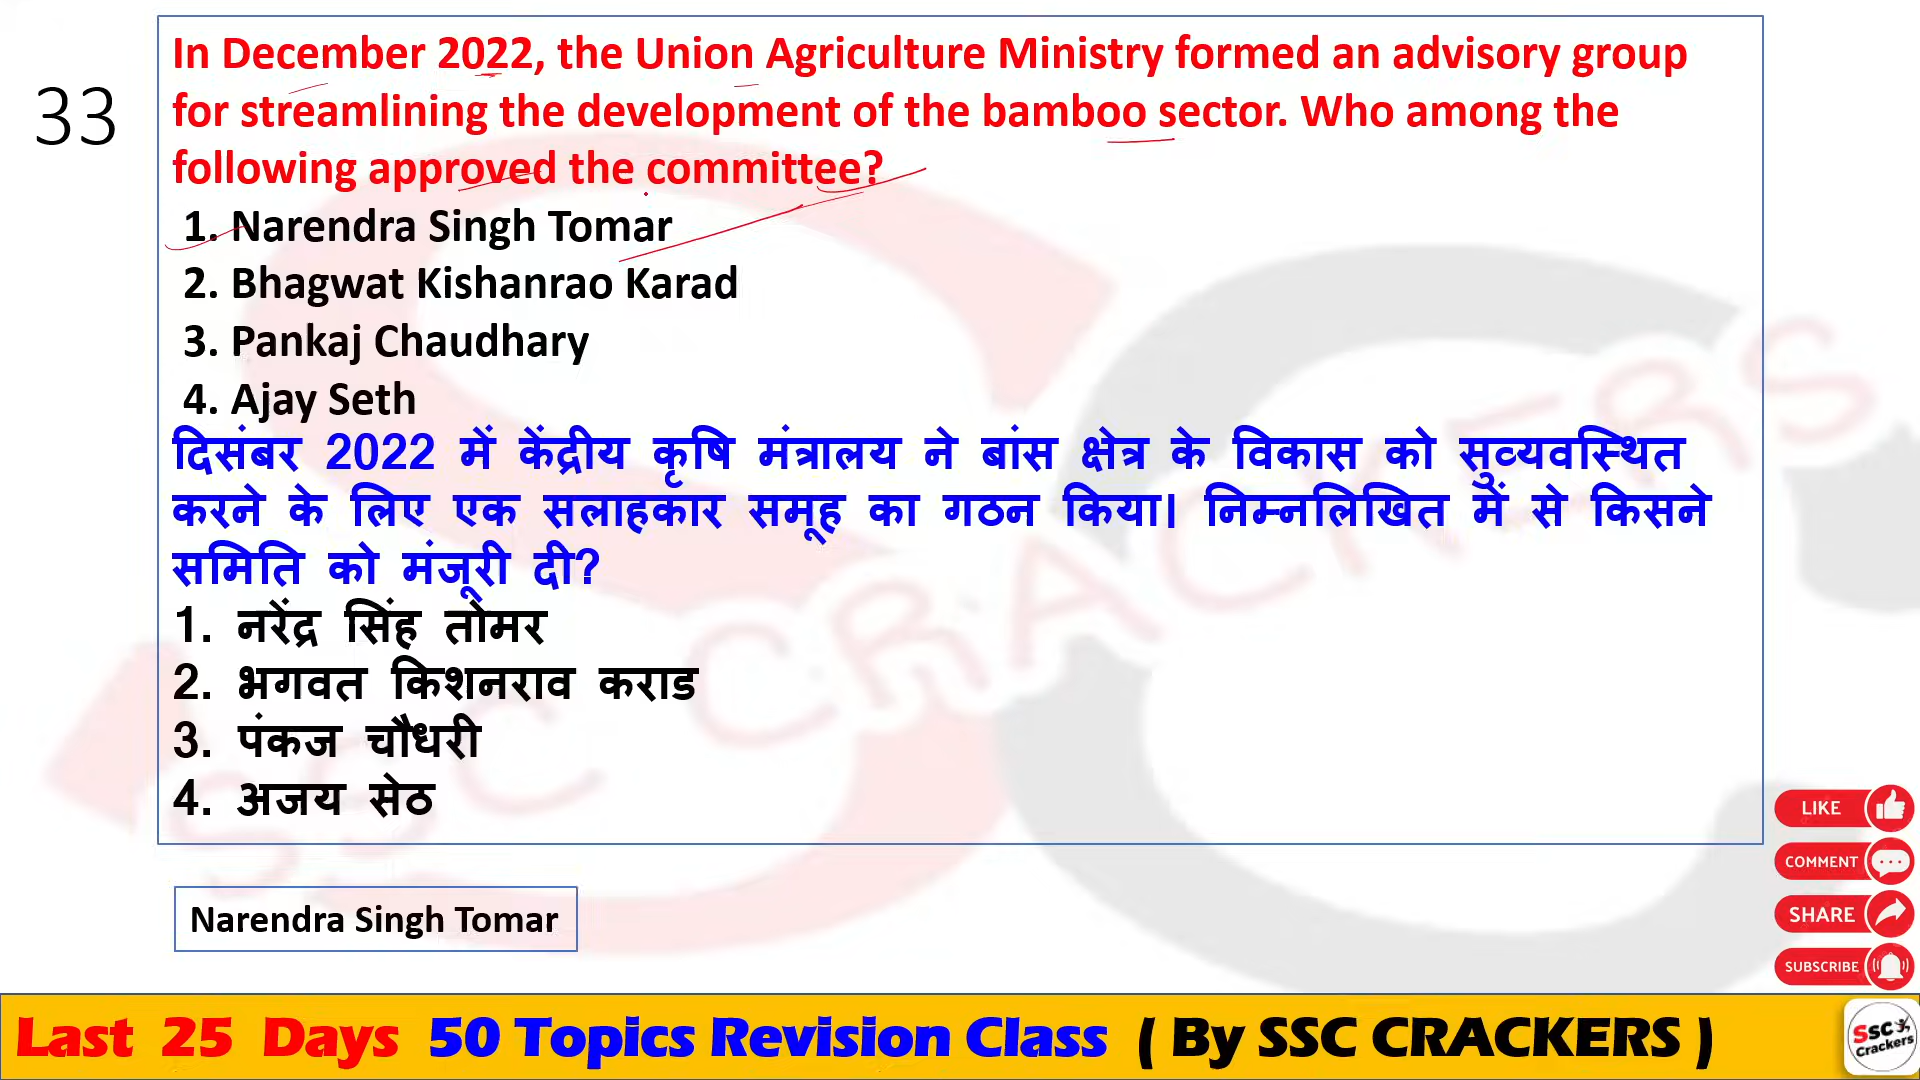 33
In December 2022, the Union Agriculture Ministry formed an advisory group
for streamlining the development of the bamboo sector. Who among the
following approved the committee?
1. Narendra Singh Tomar
2. Bhagwat Kishanrao Karad
3. Pankaj Chaudhary
4. Ajay Seth
दिसंबर 2022 में केंद्रीय कृषि मंत्रालय ने बांस क्षेत्र के विकास को सुव्यवस्थित
करने के लिए एक सलाहकार समूह का गठन किया। निम्नलिखित में से किसने
समिति को मंजूरी दी?
1. नरेंद्र सिंह तोमर
2. भगवत किशनराव कराड
3. पंकज चौधरी
4. अजय सेठ
SSC CRACKERS
LIKE
COMMENT
SHARE
SUBSCRIBE
Narendra Singh Tomar
Last 25 Days 50 Topics Revision Class ( By SSC CRACKERS )
SSC
Crackers